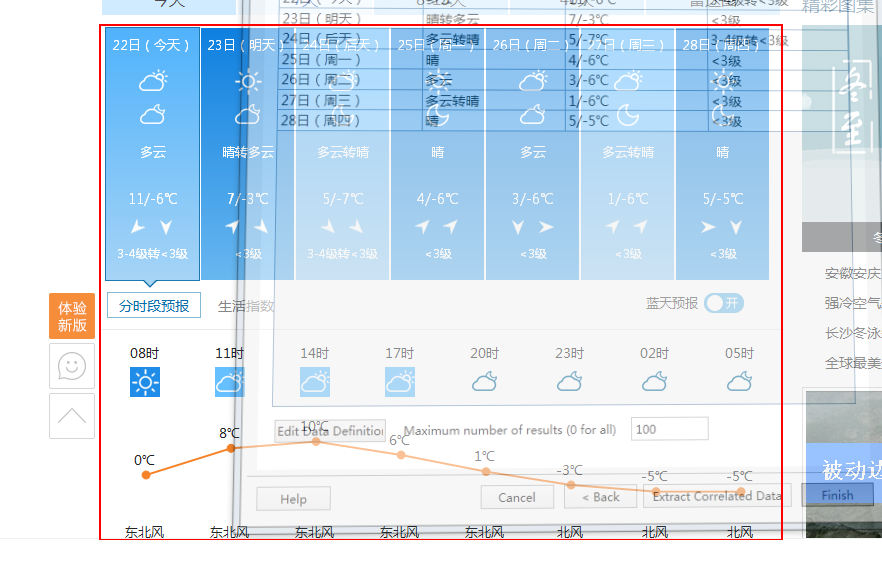 今天
精彩图集
23日（明天） 晴转多云 7/-3℃ <3级
24日（后天） 多云转晴 5/-7℃ 3-4级转<3级
25日（周一） 晴 4/-6℃ <3级
26日（周二） 多云 3/-6℃ <3级
27日（周三） 多云转晴 1/-6℃ <3级
28日（周四） 晴 5/-5℃ <3级
22日（今天） 23日（明天） 24日（后天） 25日（周一） 26日（周二） 27日（周三） 28日（周四）
冬至
多云 晴转多云 多云转晴 晴 多云 多云转晴 晴
11/-6℃ 7/-3℃ 5/-7℃ 4/-6℃ 3/-6℃ 1/-6℃ 5/-5℃
3-4级转<3级 <3级 3-4级转<3级 <3级 <3级 <3级 <3级
安徽安庆
体验
新版
分时段预报 生活指数 蓝天预报 开
强冷空气
长沙冬泳
08时 11时 14时 17时 20时 23时 02时 05时
全球最美
Edit Data Definition Maximum number of results (0 for all) 100
0℃ 8℃ 10℃ 6℃ 1℃ -3℃ -5℃ -5℃
被动达
Help Cancel < Back Extract Correlated Data Finish
东北风 东北风 东北风 东北风 东北风 北风 北风 北风